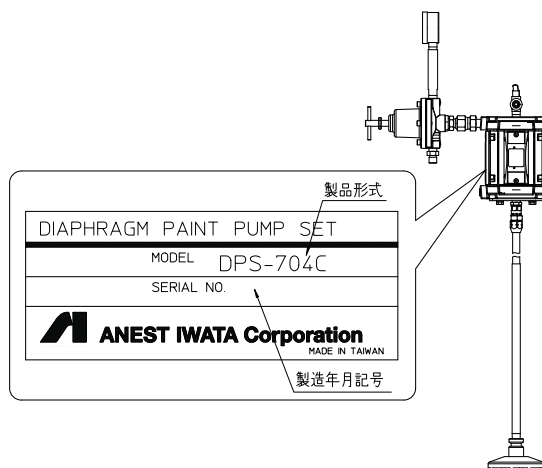 製品形式
DIAPHRAGM PAINT PUMP SET
MODEL DPS-704C
SERIAL NO.
ANEST IWATA Corporation
MADE IN TAIWAN
製造年月記号